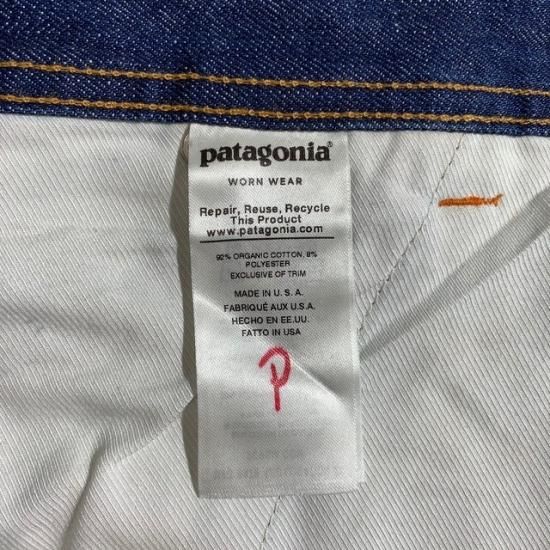 patagonia®
WORN WEAR
Repair, Reuse, Recycle
This Product
www.patagonia.com
92% ORGANIC COTTON, 8%
POLYESTER
EXCLUSIVE OF TRIM
MADE IN U.S.A.
FABRIQUÉ AUX U.S.A.
HECHO EN EE.UU.
FATTO IN USA
P